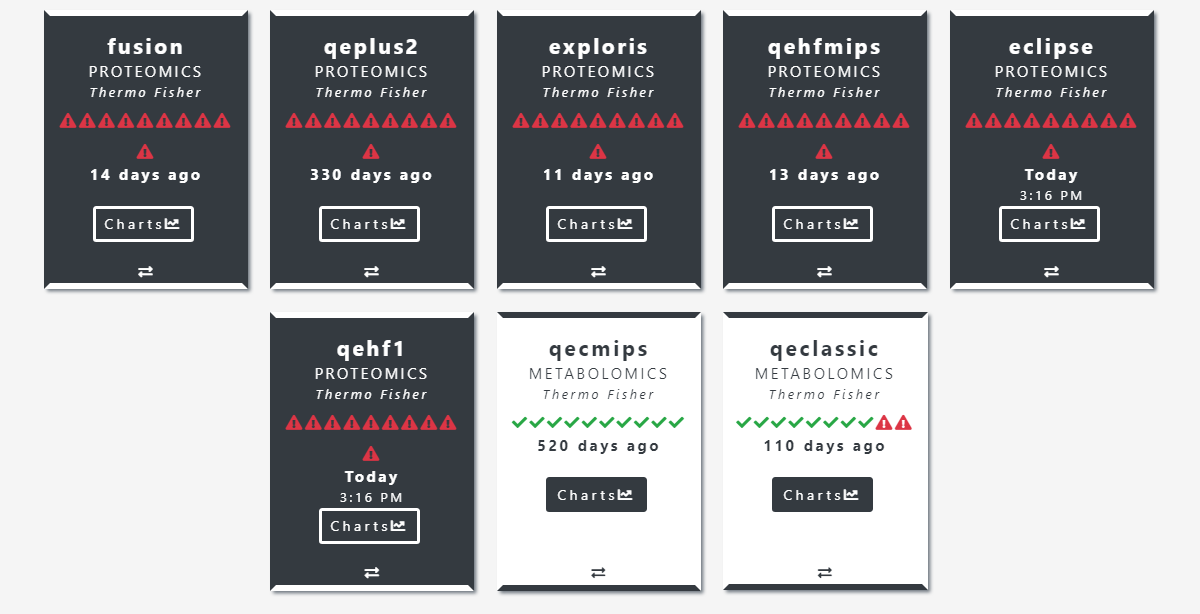 fusion
PROTEOMICS
Thermo Fisher
14 days ago
Charts
qeplus2
PROTEOMICS
Thermo Fisher
330 days ago
Charts
exploris
PROTEOMICS
Thermo Fisher
11 days ago
Charts
qehfmips
PROTEOMICS
Thermo Fisher
13 days ago
Charts
eclipse
PROTEOMICS
Thermo Fisher
Today
3:16 PM
Charts
qehf1
PROTEOMICS
Thermo Fisher
Today
3:16 PM
Charts
qecmips
METABOLOMICS
Thermo Fisher
520 days ago
Charts
qeclassic
METABOLOMICS
Thermo Fisher
110 days ago
Charts